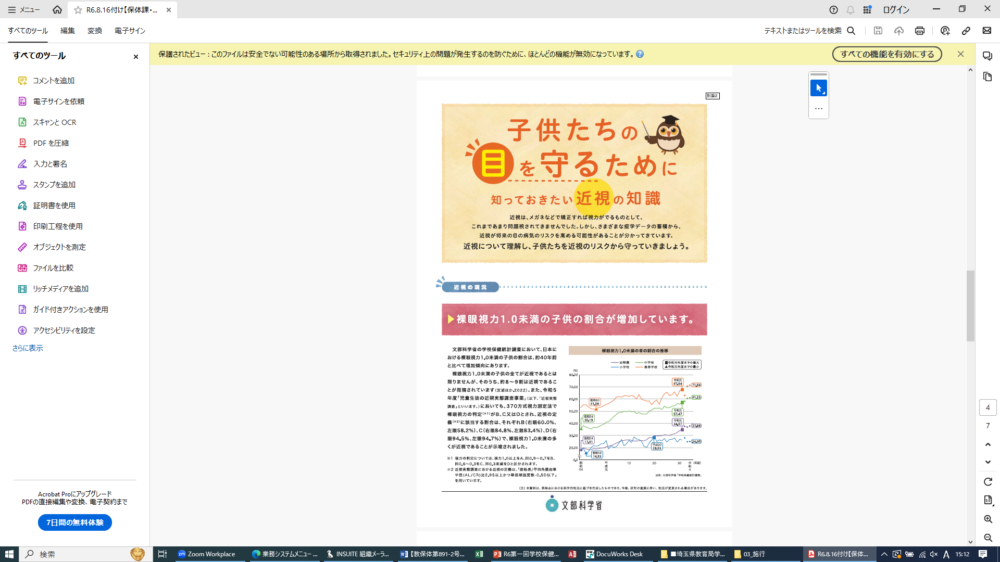 メニュー
R6.8.16付け【保体課・...
ログイン
すべてのツール
編集
変換
電子サイン
テキストまたはツールを検索
すべてのツール
保護されたビュー : このファイルは安全でない可能性のある場所から取得されました。セキュリティ上の問題が発生するのを防ぐために、ほとんどの機能が無効になっています。
すべての機能を有効にする
コメントを追加
電子サインを依頼
スキャンと OCR
PDF を圧縮
入力と署名
スタンプを追加
証明書を使用
印刷工程を使用
オブジェクトを測定
ファイルを比較
リッチメディアを追加
ガイド付きアクションを使用
アクセシビリティを設定
さらに表示
Acrobat Proにアップグレード
PDFの直接編集や変換、電子契約まで
7日間の無料体験
別添2
子供たちの
目を守るために
知っておきたい近視の知識
近視は、メガネなどで矯正すれば視力がでるものとして、
これまであまり問題視されてきませんでした。しかし、さまざまな疫学データの蓄積から、
近視が将来の目の病気のリスクを高める可能性があることが分かってきています。
近視について理解し、子供たちを近視のリスクから守っていきましょう。
近視の現況
裸眼視力1.0未満の子供の割合が増加しています。
文部科学省の学校保健統計調査において、日本に
おける裸眼視力1.0未満の子供の割合は、約40年前
と比べて増加傾向にあります。
裸眼視力1.0未満の子供の全てが近視であるとは
限りませんが、そのうち、約8～9割は近視であるこ
とが指摘されています(宮浦ほか.2022)。また、令和5
年度「児童生徒の近視実態調査事業」(以下、「近視実態
調査」といいます。)においても、370方式視力測定法で
裸眼視力の判定(※1)がB、C又はDとされ、近視の定
義(※2)に該当する割合は、それぞれB(右眼60.0%、
左眼58.2%)、C(右眼84.8%、左眼83.4%)、D(右
眼94.5%、左眼94.7%)で、裸眼視力1.0未満の多
くが近視であることが示唆されました。
※1 視力の判定については、視力1.0以上をA、同0.9～0.7をB、
同0.6～0.3をC、同0.3未満をDと区分されます。
※2 近視実態調査における近視の定義は、「眼軸長/平均角膜曲率
半径(AL/CR)比2.95以上かつ等価球面度数-0.5D以下」
を用いています。
裸眼視力1.0未満の者の割合の推移
幼稚園 中学校
小学校 高等学校
■令和元年度までの最大
▲令和元年度までの最小
(%)
80.00
70.00
60.00
50.00
40.00
30.00
20.00
0.0
令和元
67.64
71.56
昭和60
51.56
61.23
令和元
57.47
昭和54
35.19
令和元
34.57
37.88
昭和54
17.91
平成20
28.93
24.95
昭和56
14.93
昭和54
平成元
10
20
30
令和4
(年度)
出典:文部科学省「学校保健統計調査」
(注)本資料は、現時点における科学的知見に基づき作成したものであり、今後、研究の進展に伴い、知見が変更される場合があります。
文部科学省
4
7
検索
Zoom Workplace
業務システムメニュー ...
INSUITE 組織メーラ...
【教保体第891-2号...
R6第一回学校保健...
DocuWorks Desk
■埼玉県教育局学...
03_施行
R6.8.16付け【保体...
A
15:12